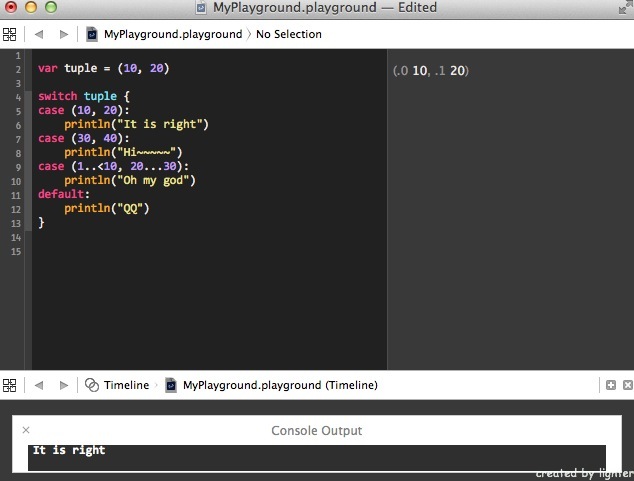 MyPlayground.playground — Edited
MyPlayground.playground 〉 No Selection
1
2 var tuple = (10, 20)
3
4 switch tuple {
5 case (10, 20):
6     println("It is right")
7 case (30, 40):
8     println("Hi~~~~~")
9 case (1..<10, 20...30):
10     println("Oh my god")
11 default:
12     println("QQ")
13 }
14
15
(.0 10, .1 20)
Timeline 〉 MyPlayground.playground (Timeline)
Console Output
It is right
created by lighter